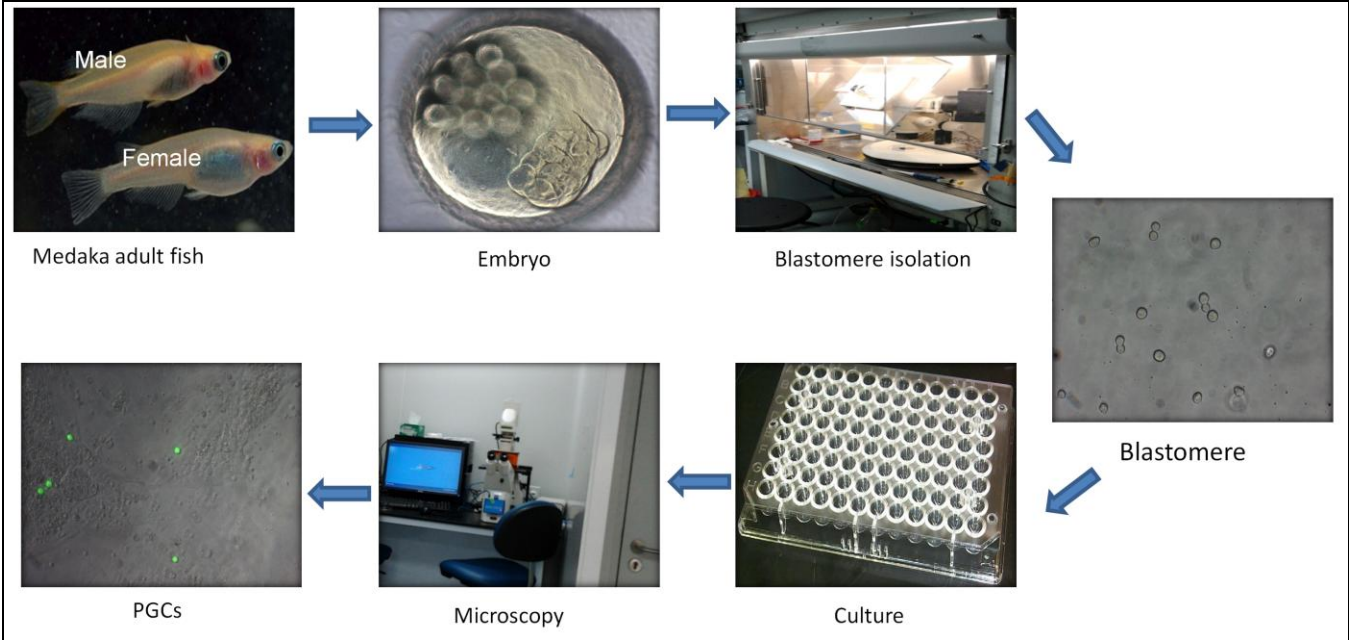 Male
Female
Medaka adult fish
Embryo
Blastomere isolation
Blastomere
Culture
Microscopy
PGCs